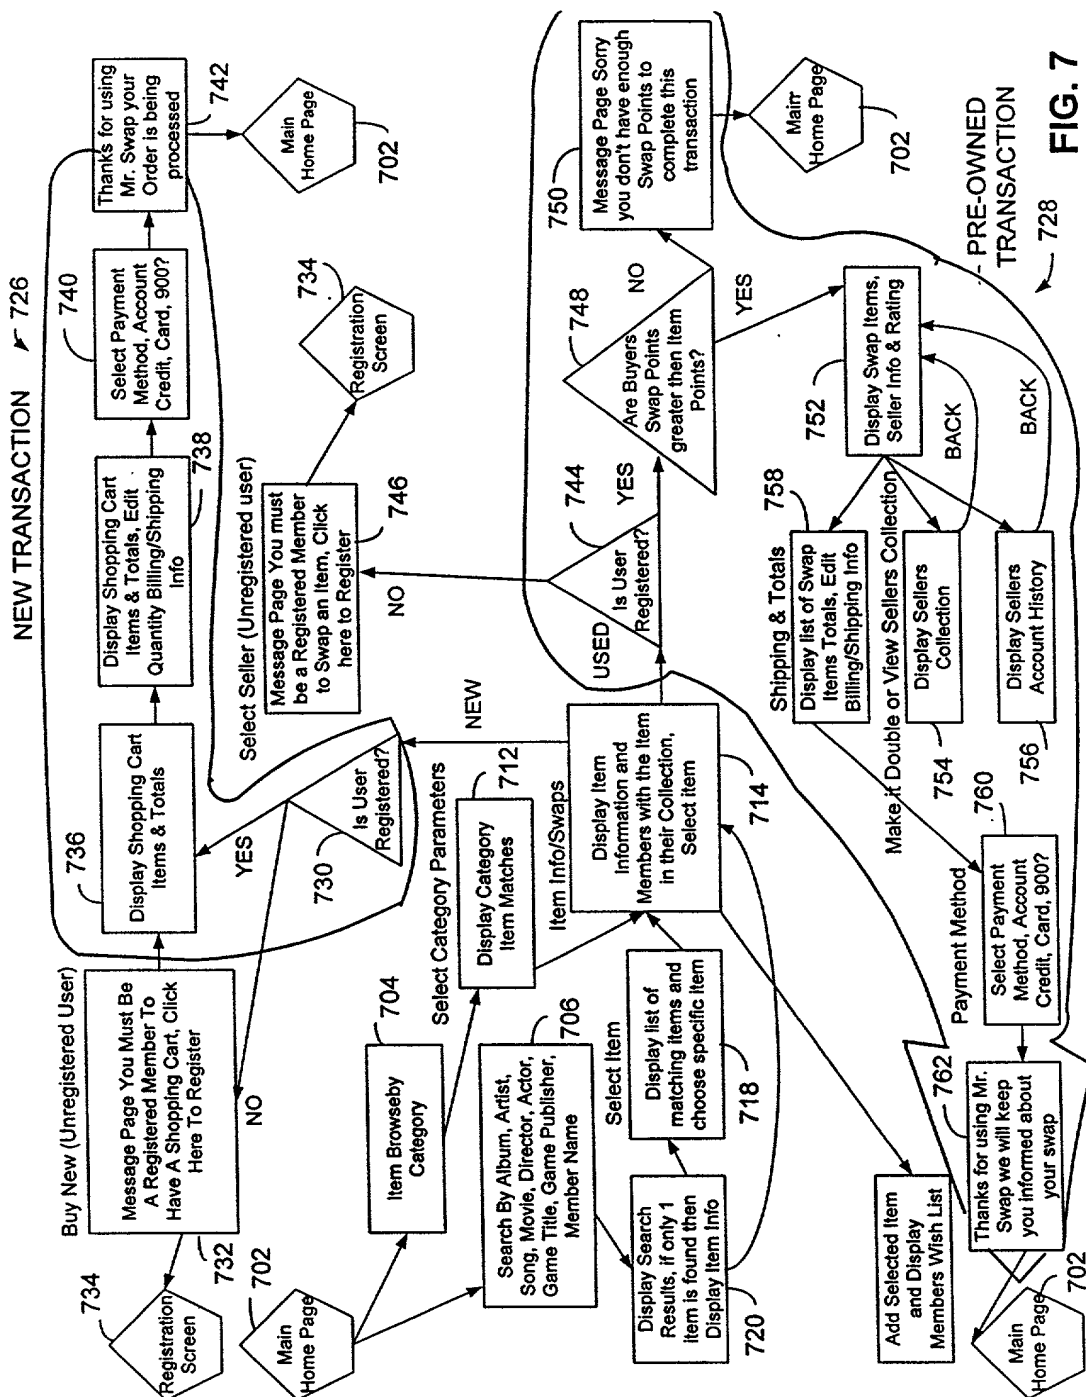 NEW TRANSACTION
726
Buy New (Unregistered User)
Message Page You Must Be
A Registered Member To
Have A Shopping Cart, Click
Here To Register
732
734
Registration
Screen
NO
736
Display Shopping Cart
Items & Totals
YES
Is User
Registered?
730
Display Shopping Cart
Items & Totals, Edit
Quantity Billing/Shipping
Info
738
740
Select Payment
Method, Account
Credit, Card, 900?
Thanks for using
Mr. Swap your
Order is being
processed
742
Main
Home Page
702
702
Main
Home Page
Item Browseby
Category
704
Select Category Parameters
712
Display Category
Item Matches
Select Seller (Unregistered user)
Message Page You must
be a Registered Member
to Swap an Item, Click
here to Register
746
734
Registration
Screen
NO
NEW
Search By Album, Artist,
Song, Movie, Director, Actor,
Game Title, Game Publisher,
Member Name
706
Select Item
Display list of
matching items and
choose specific item
718
Display Search
Results, if only 1
item is found then
Display Item Info
720
Item Info/Swaps
Display Item
Information and
Members with the Item
in their Collection,
Select item
714
USED
Is User
Registered?
744
YES
748
Are Buyers
Swap Points
greater then Item
Points?
NO
YES
750
Message Page Sorry
you don't have enough
Swap Points to
complete this
transaction
Main
Home Page
702
Add Selected Item
and Display
Members Wish List
Shipping & Totals
758
Display list of Swap
Items Totals, Edit
Billing/Shipping Info
752
Display Swap Items,
Seller Info & Rating
Make it Double or View Sellers Collection
Display Sellers
Collection
754
BACK
Display Sellers
Account History
756
BACK
Payment Method
760
Select Payment
Method, Account
Credit, Card, 900?
762
Thanks for using Mr.
Swap we will keep
you informed about
your swap
Main
Home Page
702
PRE-OWNED
TRANSACTION
728
FIG. 7